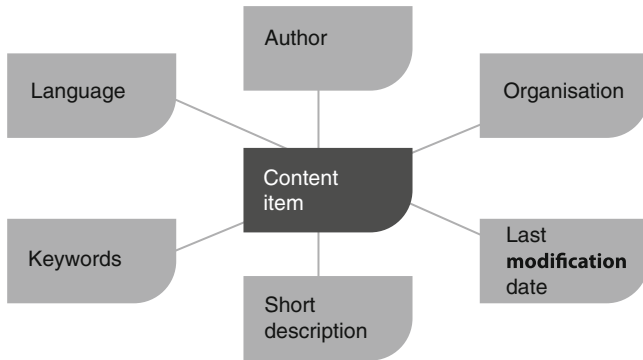 Author
Language
Organisation
Content
item
Keywords
Last
modification
date
Short
description